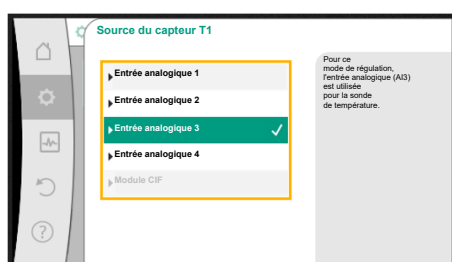 Source du capteur T1
Entrée analogique 1
Entrée analogique 2
Entrée analogique 3
Entrée analogique 4
Module CIF
Pour ce
mode de régulation,
l'entrée analogique (AI3)
est utilisée
pour la sonde
de température.